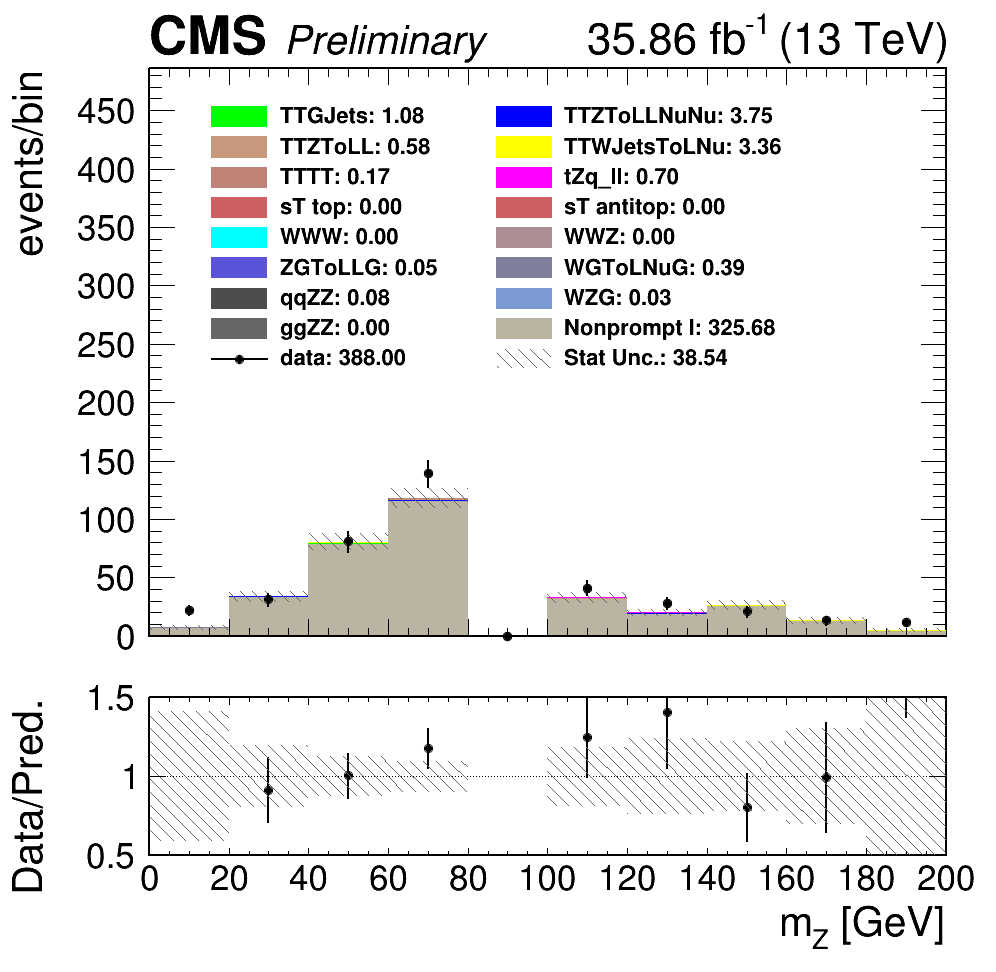 CMS Preliminary 35.86 fb-1 (13 TeV)
events/bin
450
400
350
300
250
200
150
100
50
0
TTGJets: 1.08 TTZToLLNuNu: 3.75
TTZToLL: 0.58 TTWJetsToLNu: 3.36
TTTT: 0.17 tZq_ll: 0.70
sT top: 0.00 sT antitop: 0.00
WWW: 0.00 WWZ: 0.00
ZGToLLG: 0.05 WGToLNuG: 0.39
qqZZ: 0.08 WZG: 0.03
ggZZ: 0.00 Nonprompt l: 325.68
data: 388.00 Stat Unc.: 38.54
Data/Pred.
1.5
1
0.5
0 20 40 60 80 100 120 140 160 180 200
mZ [GeV]